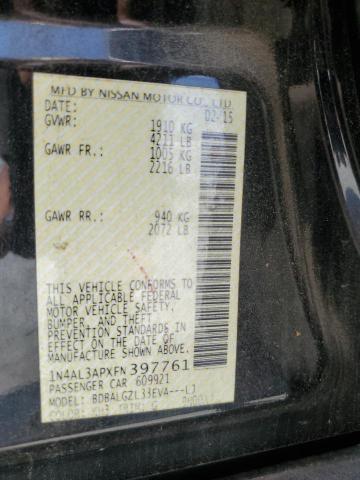 MFD BY NISSAN MOTOR CO., LTD.
DATE: 02/15
GVWR: 1910 KG
4211 LB
GAWR FR.: 1005 KG
2216 LB
GAWR RR.: 940 KG
2072 LB
THIS VEHICLE CONFORMS TO
ALL APPLICABLE FEDERAL
MOTOR VEHICLE SAFETY,
BUMPER, AND THEFT
PREVENTION STANDARDS
IN EFFECT ON THE DATE OF
MANUFACTURE SHOWN ABOVE.
1N4AL3APXFN397761
PASSENGER CAR 609921
MODEL: BDBALGZL33EVA---LJ
COLOR: KH3 TRIM: G